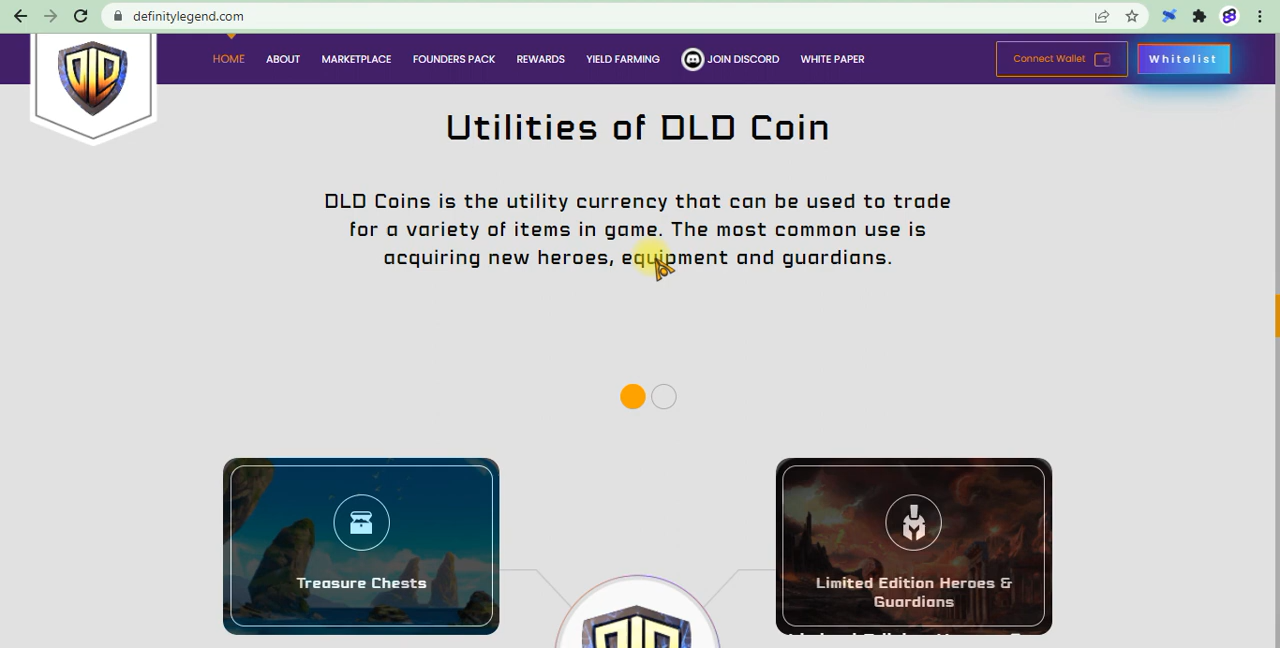 definitylegend.com
HOME ABOUT MARKETPLACE FOUNDERS PACK REWARDS YIELD FARMING JOIN DISCORD WHITE PAPER Connect Wallet Whitelist
DLD
Utilities of DLD Coin
DLD Coins is the utility currency that can be used to trade
for a variety of items in game. The most common use is
acquiring new heroes, equipment and guardians.
Treasure Chests
Limited Edition Heroes &
Guardians
DLD